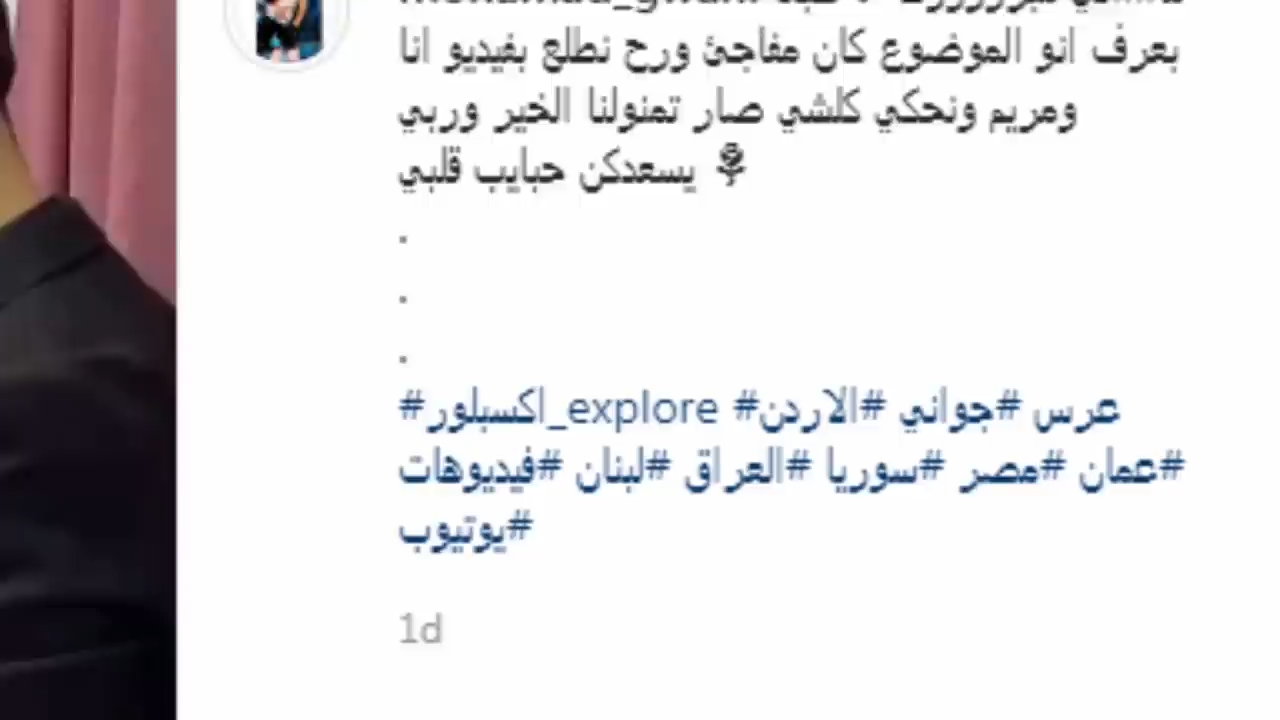 بعرف انو الموضوع كان مفاجئ ورح نطلع بفيديو انا
ومريم ونحكي كلشي صار تمنولنا الخير وربي
يسعدكن حبايب قلبي 🌹
.
.
.
#اكسبلور_explore #عرس #جواني #الاردن
#عمان #مصر #سوريا #العراق #لبنان #فيديوهات
#يوتيوب
1d